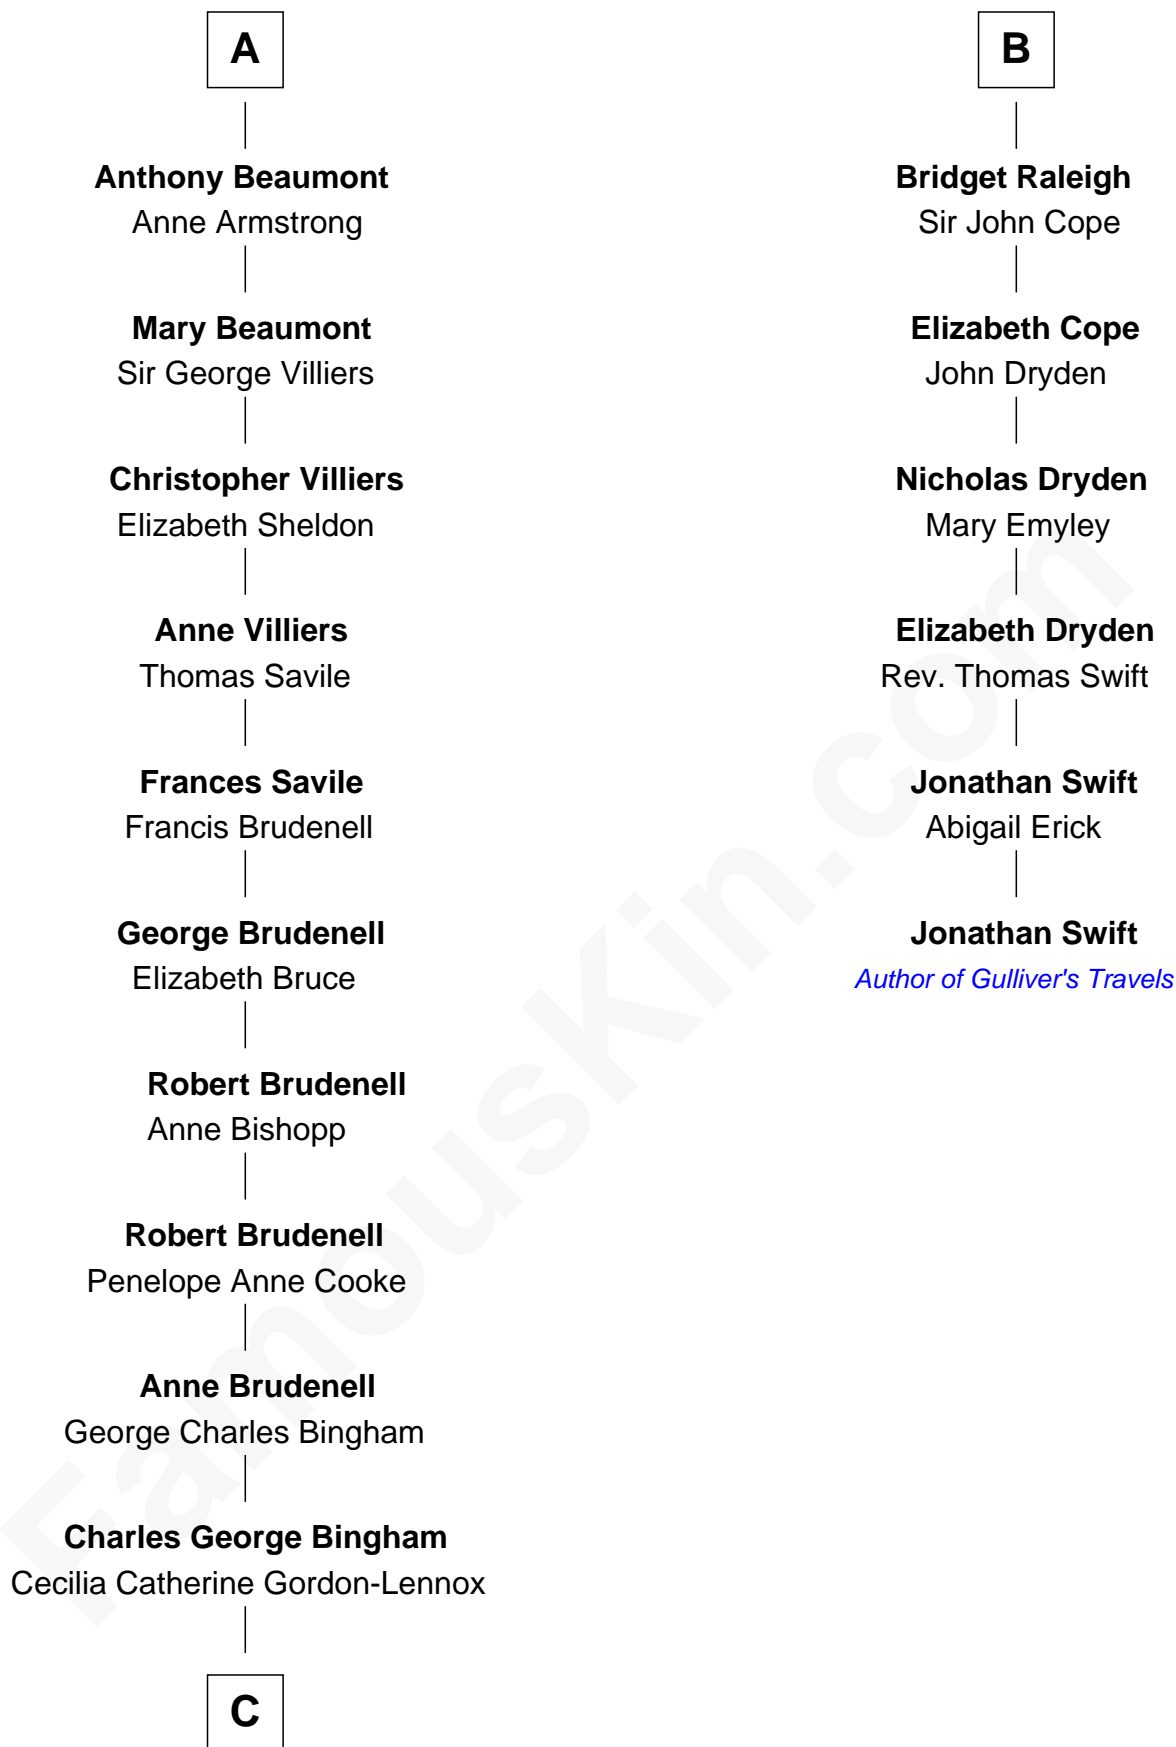 A
Anthony Beaumont
Anne Armstrong
Mary Beaumont
Sir George Villiers
Christopher Villiers
Elizabeth Sheldon
Anne Villiers
Thomas Savile
Frances Savile
Francis Brudenell
George Brudenell
Elizabeth Bruce
Robert Brudenell
Anne Bishopp
Robert Brudenell
Penelope Anne Cooke
Anne Brudenell
George Charles Bingham
Charles George Bingham
Cecilia Catherine Gordon-Lennox
C
B
Bridget Raleigh
Sir John Cope
Elizabeth Cope
John Dryden
Nicholas Dryden
Mary Emyley
Elizabeth Dryden
Rev. Thomas Swift
Jonathan Swift
Abigail Erick
Jonathan Swift
Author of Gulliver's Travels
FamousKin.com